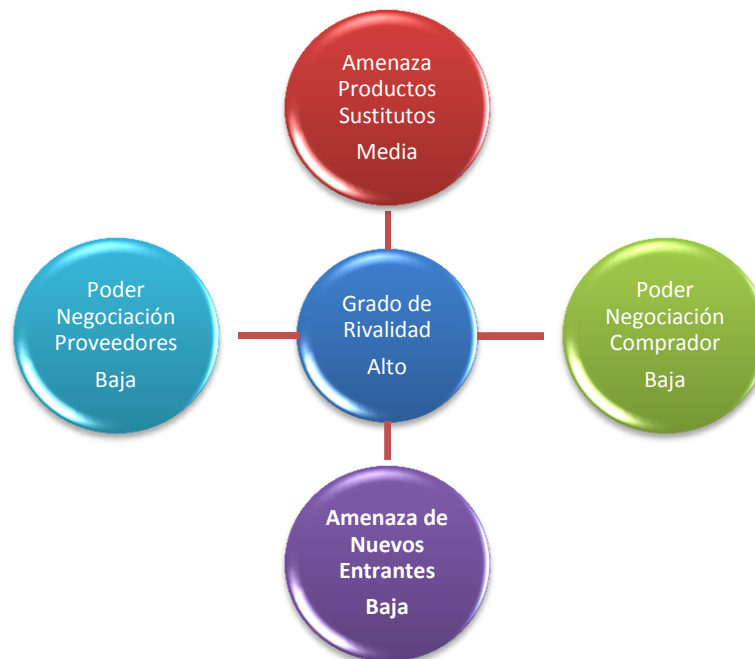 Amenaza
Productos
Sustitutos
Media
Poder
Negociación
Proveedores
Baja
Grado de
Rivalidad
Alto
Poder
Negociación
Comprador
Baja
Amenaza de
Nuevos
Entrantes
Baja